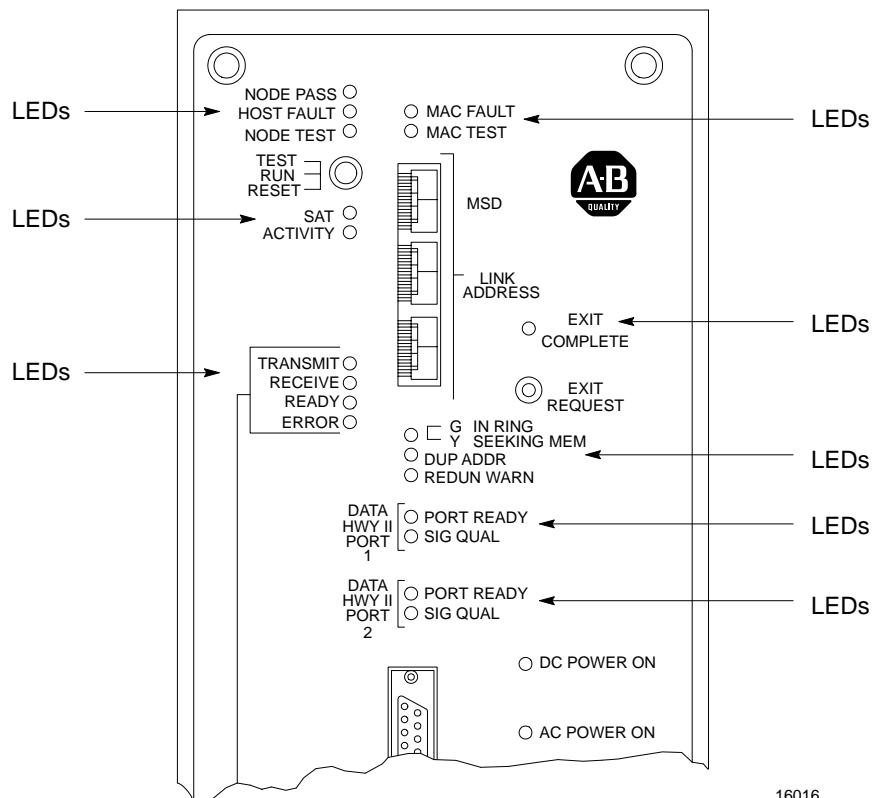 NODE PASS
HOST FAULT
NODE TEST
LEDs
MAC FAULT
MAC TEST
LEDs
TEST
RUN
RESET
MSD
A·B
QUALITY
SAT
ACTIVITY
LEDs
LINK
ADDRESS
EXIT
COMPLETE
LEDs
TRANSMIT
RECEIVE
READY
ERROR
LEDs
EXIT
REQUEST
G IN RING
Y SEEKING MEM
DUP ADDR
REDUN WARN
LEDs
DATA
HWY II
PORT
1
PORT READY
SIG QUAL
LEDs
DATA
HWY II
PORT
2
PORT READY
SIG QUAL
LEDs
DC POWER ON
AC POWER ON
16016